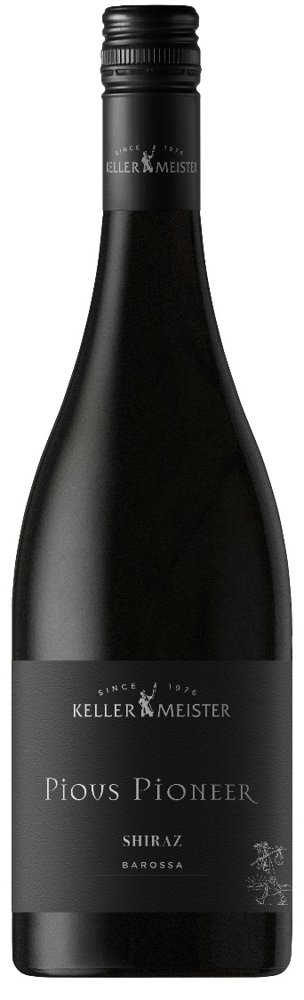 SINCE 1976
KELLER MEISTER
SINCE 1976
KELLER MEISTER
Pious Pioneer
SHIRAZ
BAROSSA